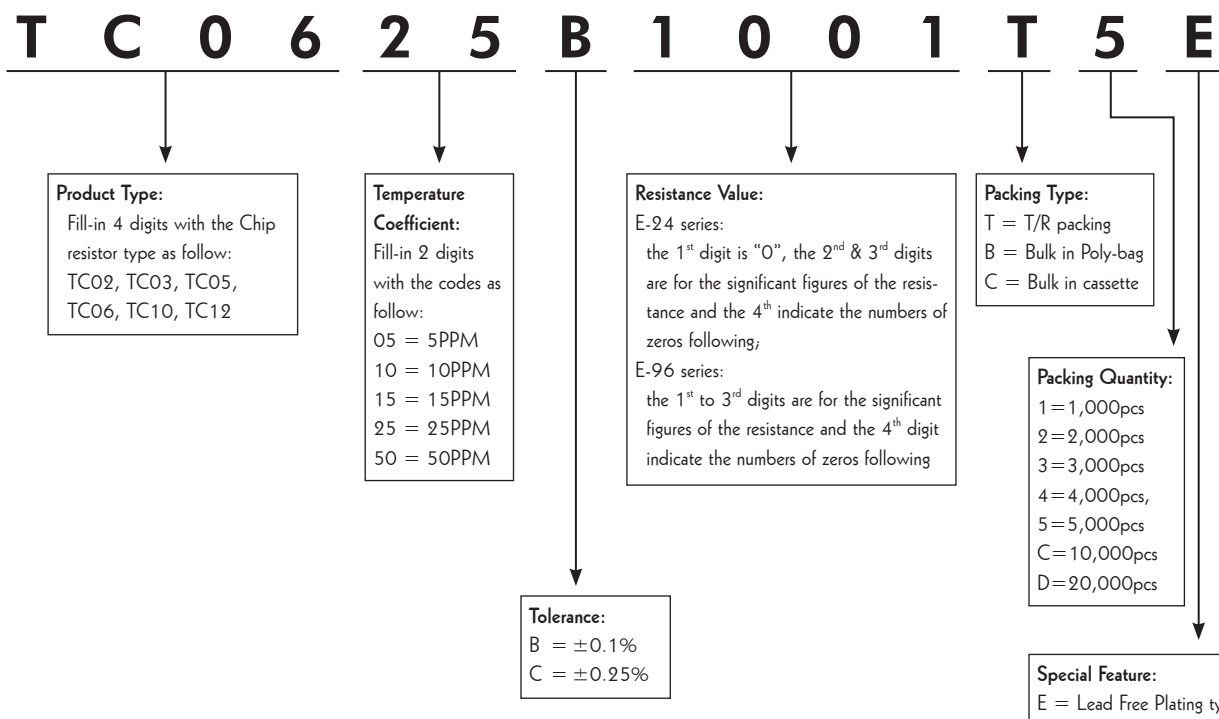 T C 0 6 2 5 B 1 0 0 1 T 5 E
Product Type:
Fill-in 4 digits with the Chip
resistor type as follow:
TC02, TC03, TC05,
TC06, TC10, TC12
Temperature
Coefficient:
Fill-in 2 digits
with the codes as
follow:
05 = 5PPM
10 = 10PPM
15 = 15PPM
25 = 25PPM
50 = 50PPM
Resistance Value:
E-24 series:
the 1st digit is "0", the 2nd & 3rd digits
are for the significant figures of the resis-
tance and the 4th indicate the numbers of
zeros following;
E-96 series:
the 1st to 3rd digits are for the significant
figures of the resistance and the 4th digit
indicate the numbers of zeros following
Packing Type:
T = T/R packing
B = Bulk in Poly-bag
C = Bulk in cassette
Packing Quantity:
1=1,000pcs
2=2,000pcs
3=3,000pcs
4=4,000pcs,
5=5,000pcs
C=10,000pcs
D=20,000pcs
Tolerance:
B = ±0.1%
C = ±0.25%
Special Feature:
E = Lead Free Plating